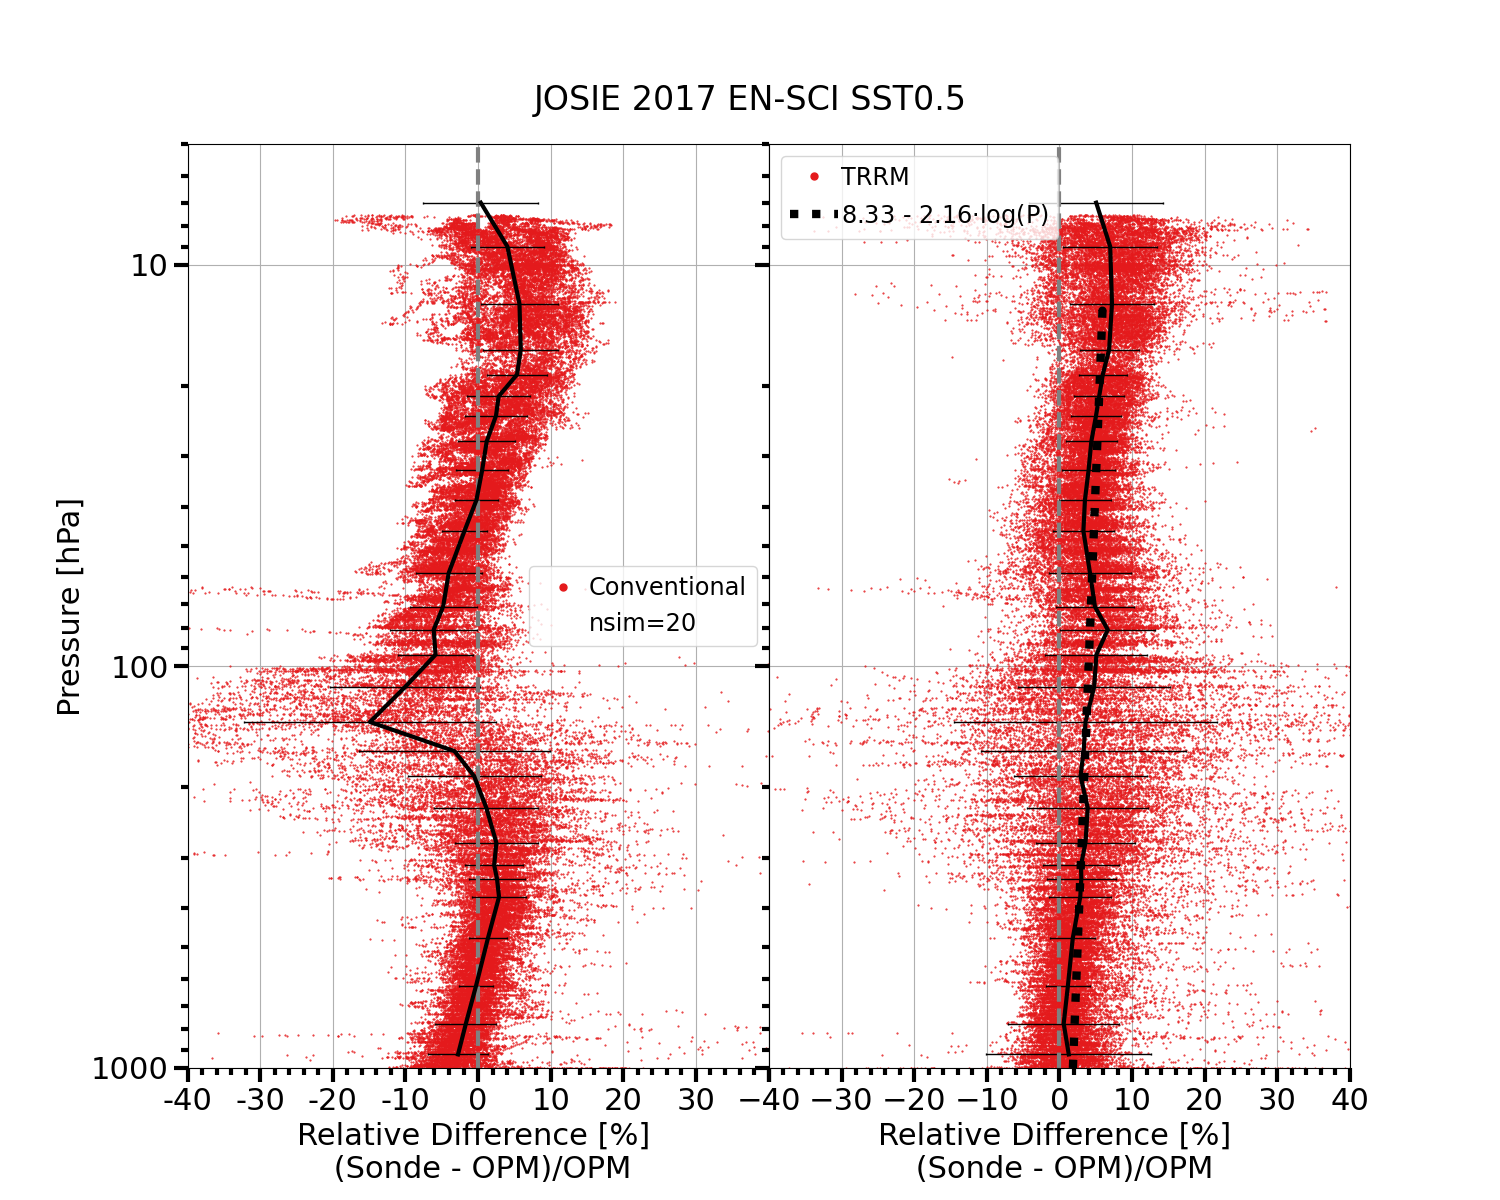 JOSIE 2017 EN-SCI SST0.5
TRRM
8.33 - 2.16·log(P)
Conventional
nsim=20
Pressure [hPa]
10
100
1000
-40 -30 -20 -10 0 10 20 30
−40 −30 −20 −10 0 10 20 30 40
Relative Difference [%]
(Sonde - OPM)/OPM
Relative Difference [%]
(Sonde - OPM)/OPM